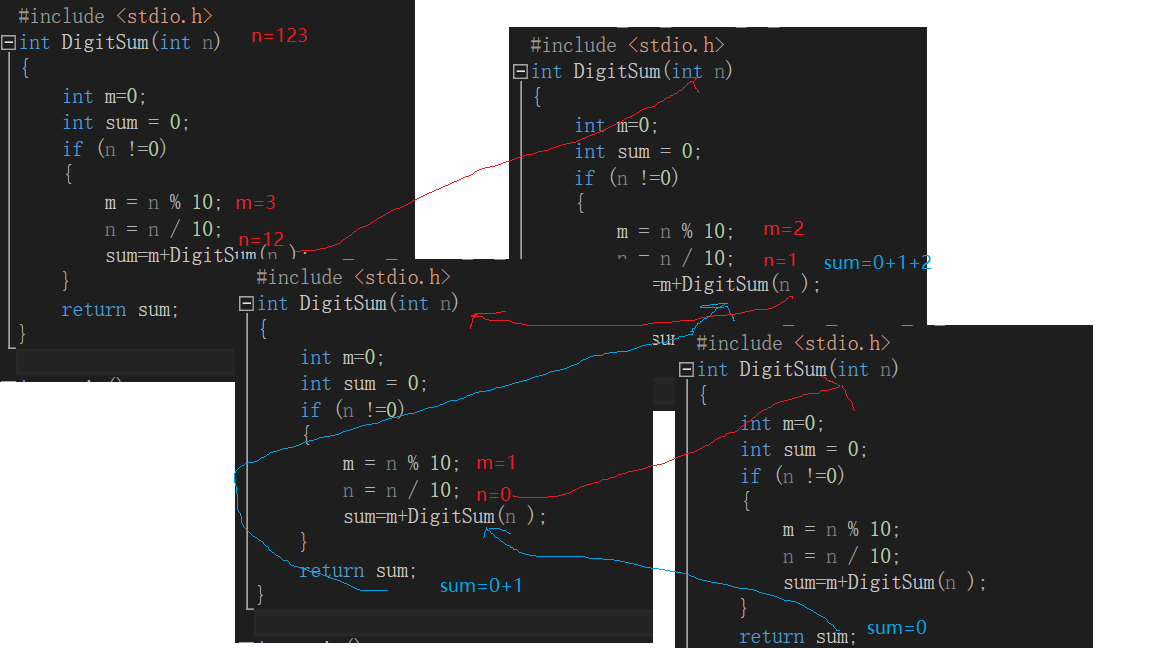 #include <stdio.h>
int DigitSum(int n) n=123
{
int m=0;
int sum = 0;
if (n !=0)
{
m = n % 10; m=3
n = n / 10;
n=12
sum=m+DigitSum(n );
}
return sum;
}
#include <stdio.h>
int DigitSum(int n)
{
int m=0;
int sum = 0;
if (n !=0)
{
m = n % 10; m=2
n = n / 10; n=1 sum=0+1+2
=m+DigitSum(n );
#include <stdio.h>
int DigitSum(int n)
{
int m=0;
int sum = 0;
if (n !=0)
{
m = n % 10; m=1
n = n / 10; n=0
sum=m+DigitSum(n );
}
return sum; sum=0+1
}
#include <stdio.h>
int DigitSum(int n)
{
int m=0;
int sum = 0;
if (n !=0)
{
m = n % 10;
n = n / 10;
sum=m+DigitSum(n );
}
return sum; sum=0